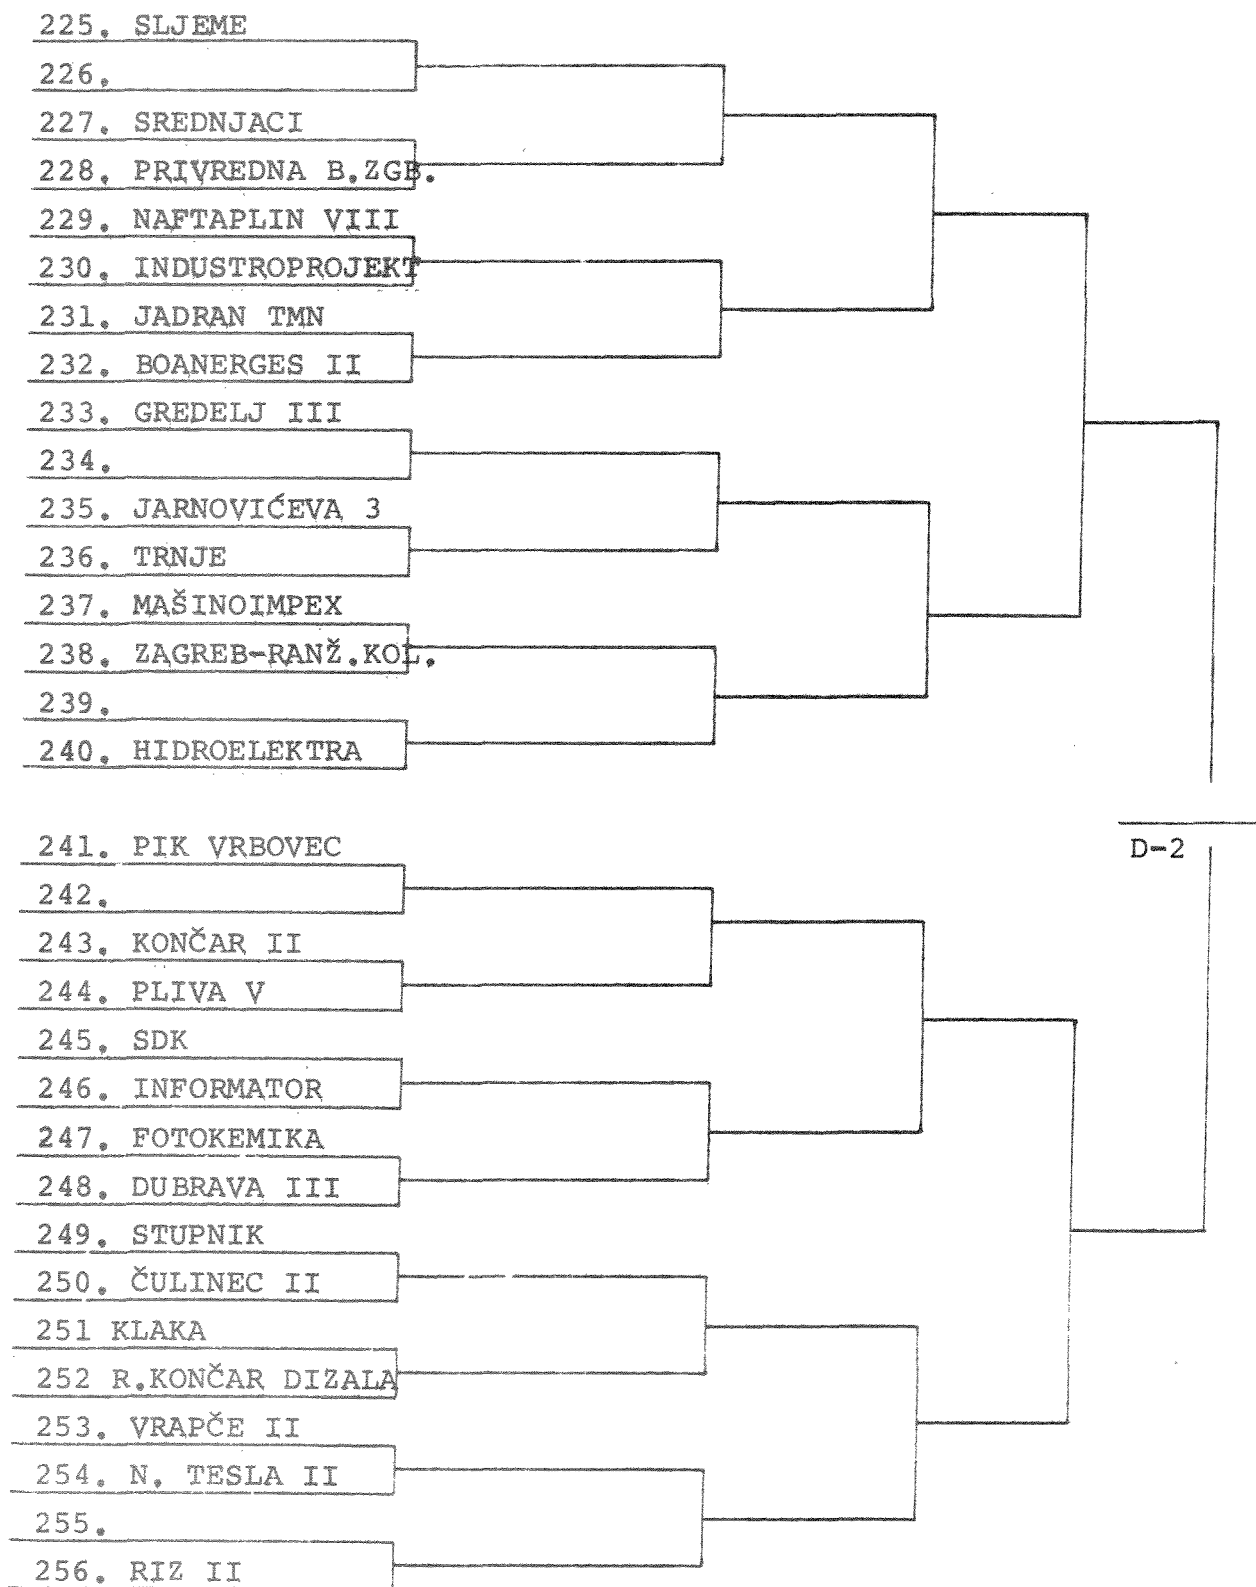 225. SLJEME
226.
227. SREDNJACI
228. PRIVREDNA B.ZGB.
229. NAFTAPLIN VIII
230. INDUSTROPROJEKT
231. JADRAN TMN
232. BOANERGES II
233. GREDELJ III
234.
235. JARNOVIĆEVA 3
236. TRNJE
237. MAŠINOIMPEX
238. ZAGREB-RANŽ.KOL.
239.
240. HIDROELEKTRA
241. PIK VRBOVEC
D-2
242.
243. KONČAR II
244. PLIVA V
245. SDK
246. INFORMATOR
247. FOTOKEMIKA
248. DUBRAVA III
249. STUPNIK
250. ČULINEC II
251 KLAKA
252 R.KONČAR DIZALA
253. VRAPČE II
254. N. TESLA II
255.
256. RIZ II